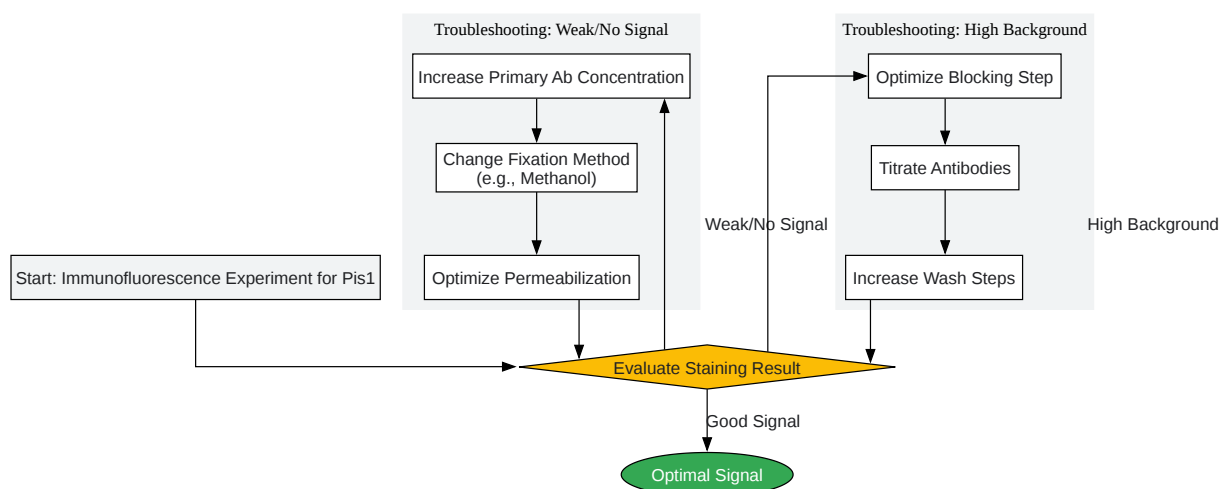 Troubleshooting: Weak/No Signal
Increase Primary Ab Concentration
Change Fixation Method
(e.g., Methanol)
Optimize Permeabilization
Troubleshooting: High Background
Optimize Blocking Step
Titrate Antibodies
Increase Wash Steps
Weak/No Signal
High Background
Start: Immunofluorescence Experiment for Pis1
Evaluate Staining Result
Good Signal
Optimal Signal